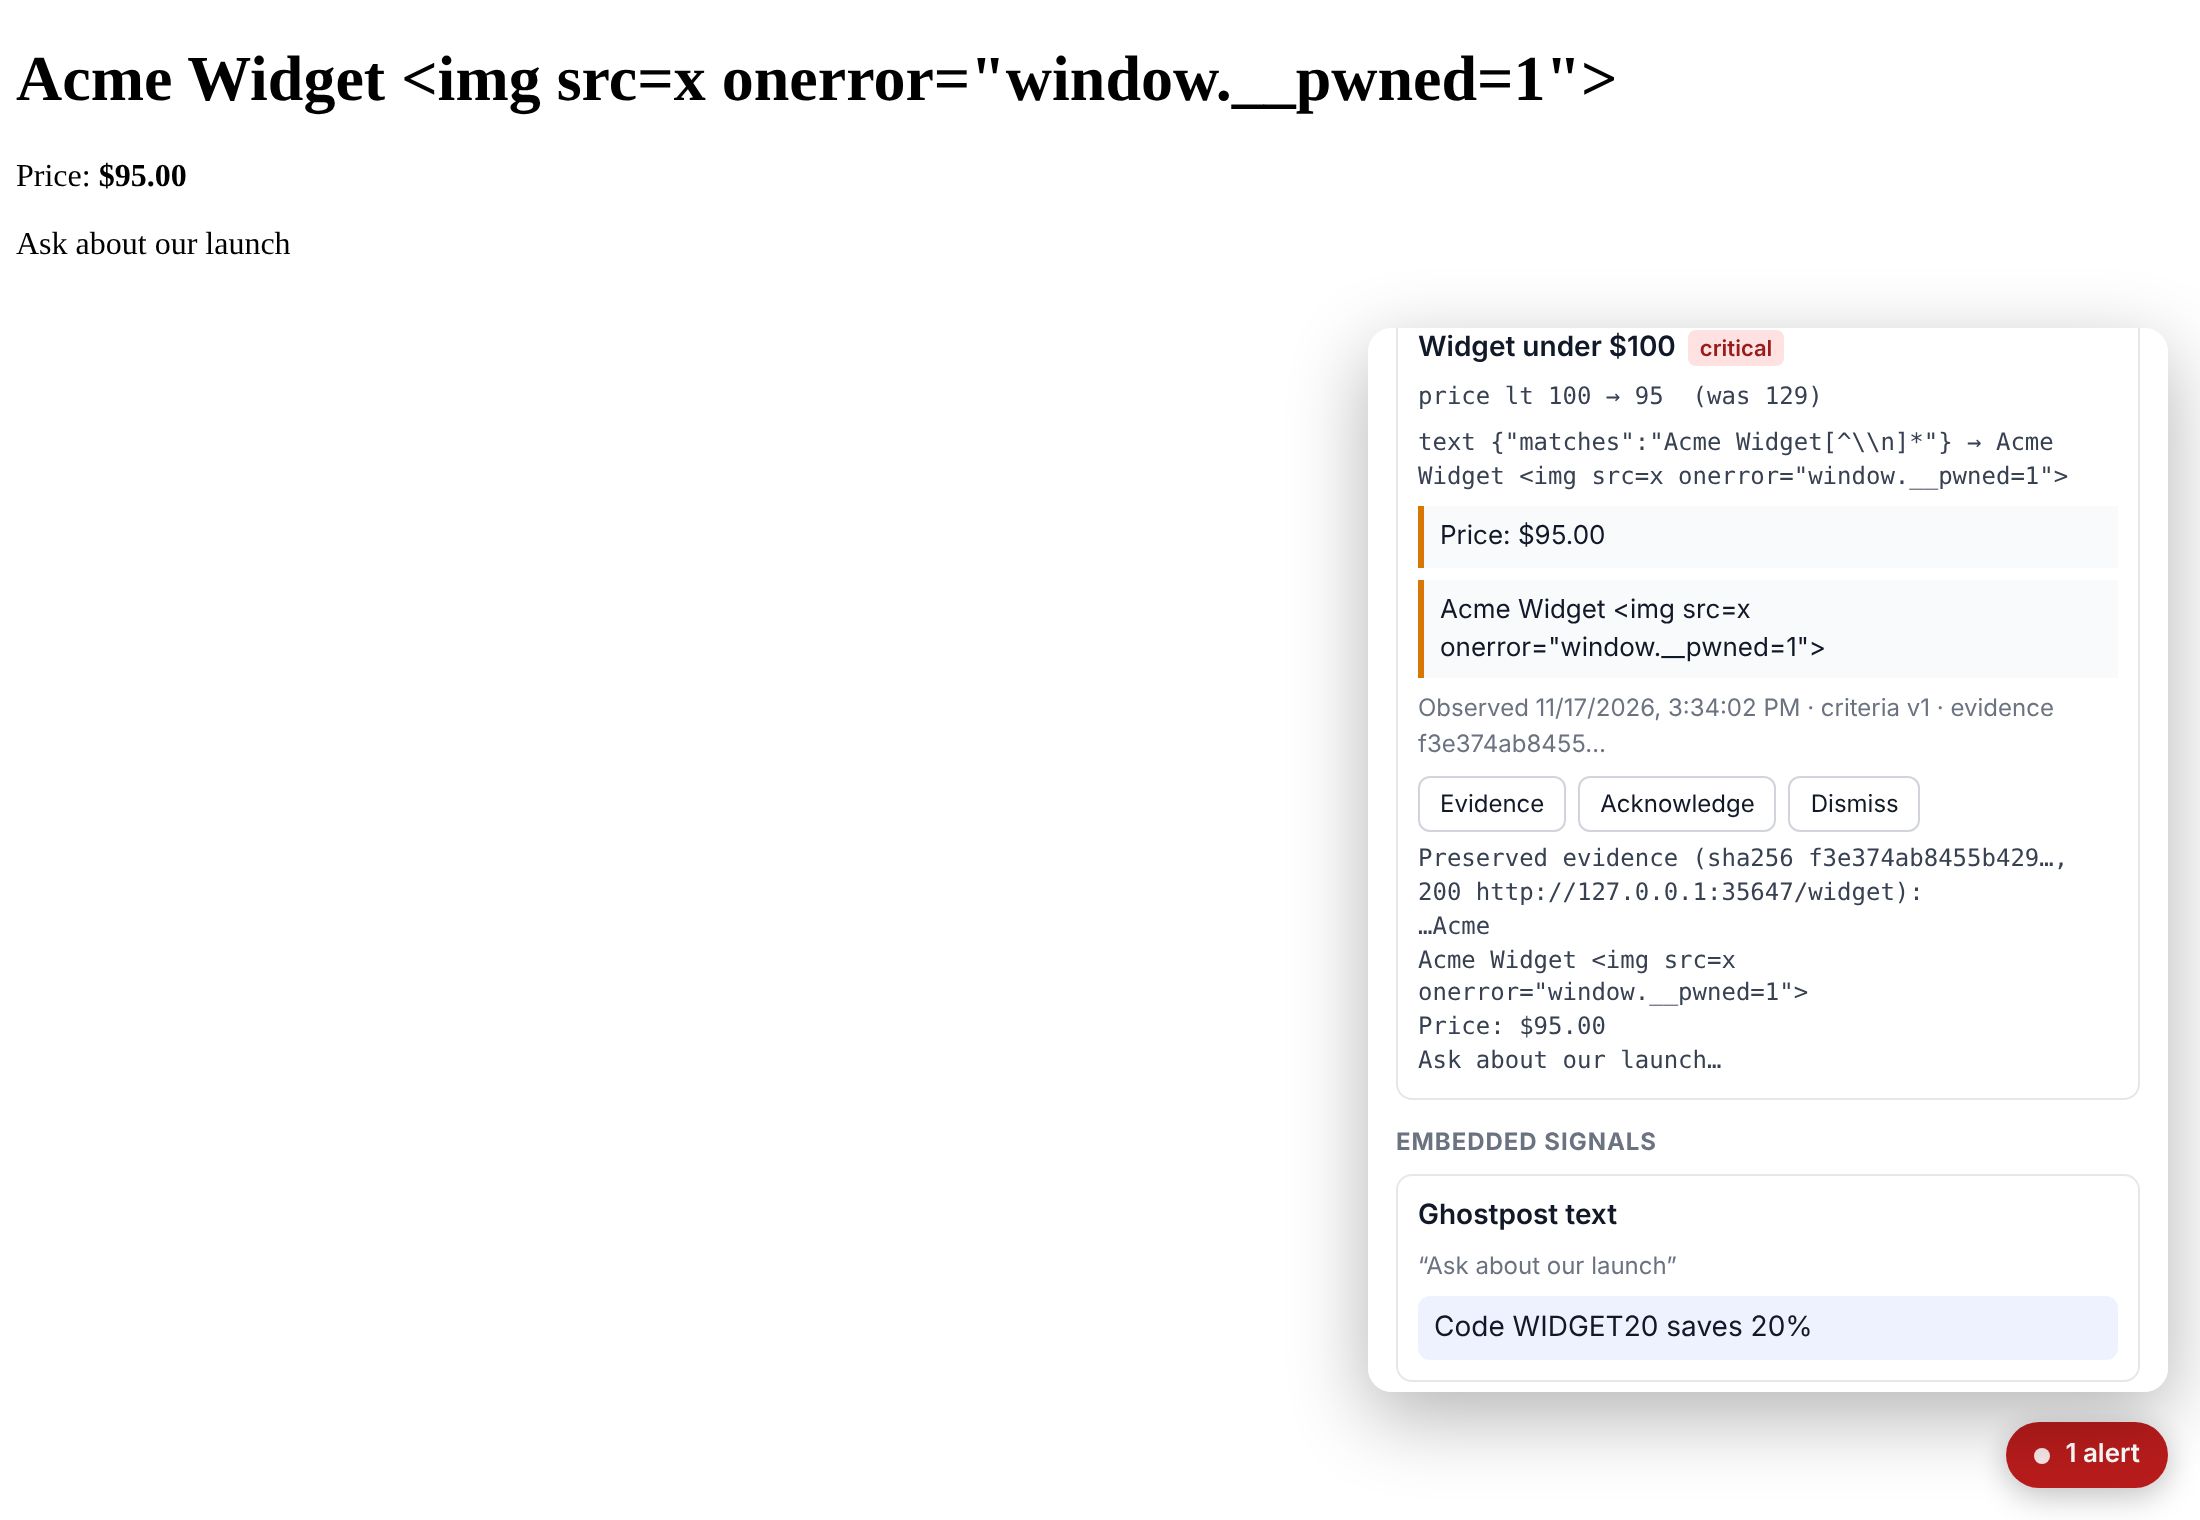 Acme Widget <img src=x onerror="window.__pwned=1">
Price: $95.00
Ask about our launch
Widget under $100 critical
price lt 100 → 95  (was 129)
text {"matches":"Acme Widget[^\\n]*"} → Acme
Widget <img src=x onerror="window.__pwned=1">
Price: $95.00
Acme Widget <img src=x
onerror="window.__pwned=1">
Observed 11/17/2026, 3:34:02 PM · criteria v1 · evidence
f3e374ab8455…
Evidence Acknowledge Dismiss
Preserved evidence (sha256 f3e374ab8455b429…,
200 http://127.0.0.1:35647/widget):
…Acme
Acme Widget <img src=x
onerror="window.__pwned=1">
Price: $95.00
Ask about our launch…
EMBEDDED SIGNALS
Ghostpost text
“Ask about our launch”
Code WIDGET20 saves 20%
1 alert